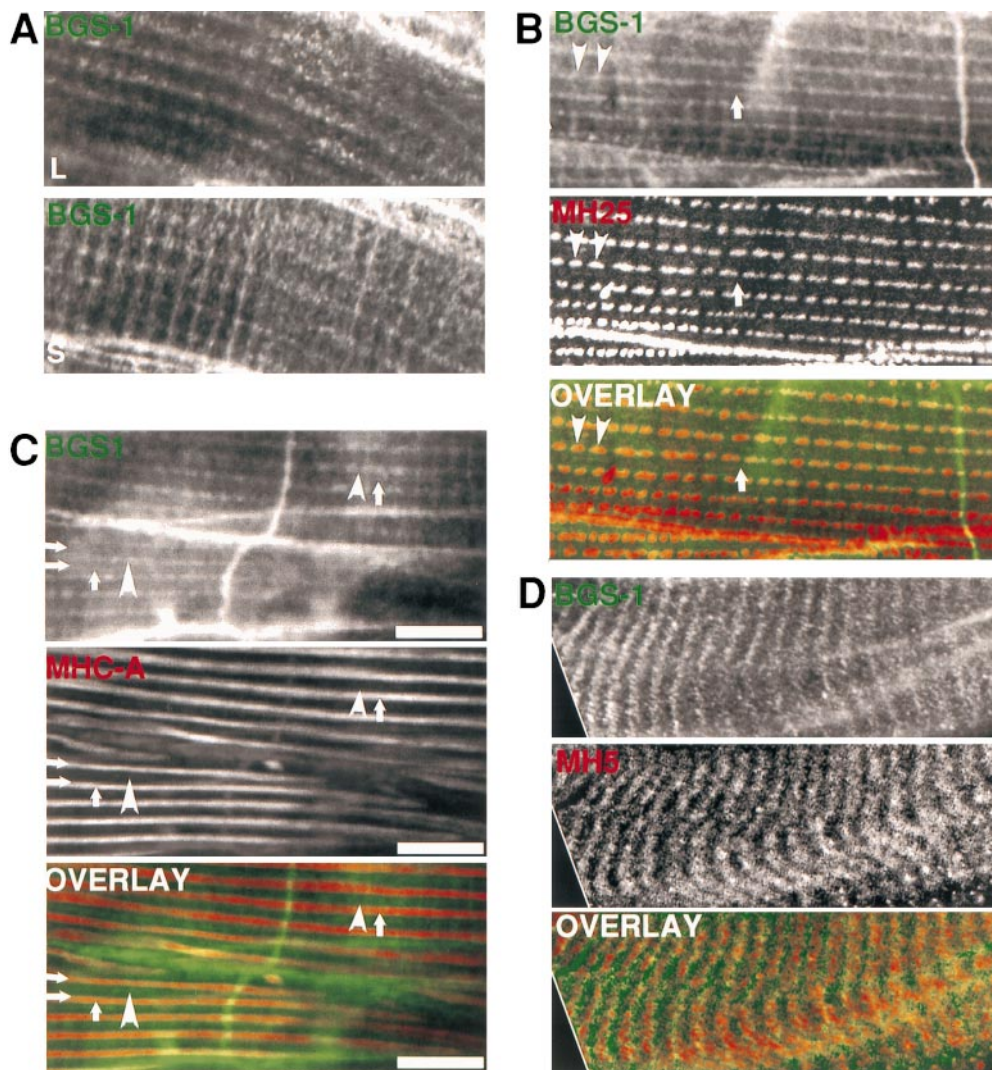 A
BGS-1
L
BGS-1
S
B
BGS-1
MH25
OVERLAY
C
BGS1
MHC-A
OVERLAY
D
BGS-1
MH5
OVERLAY